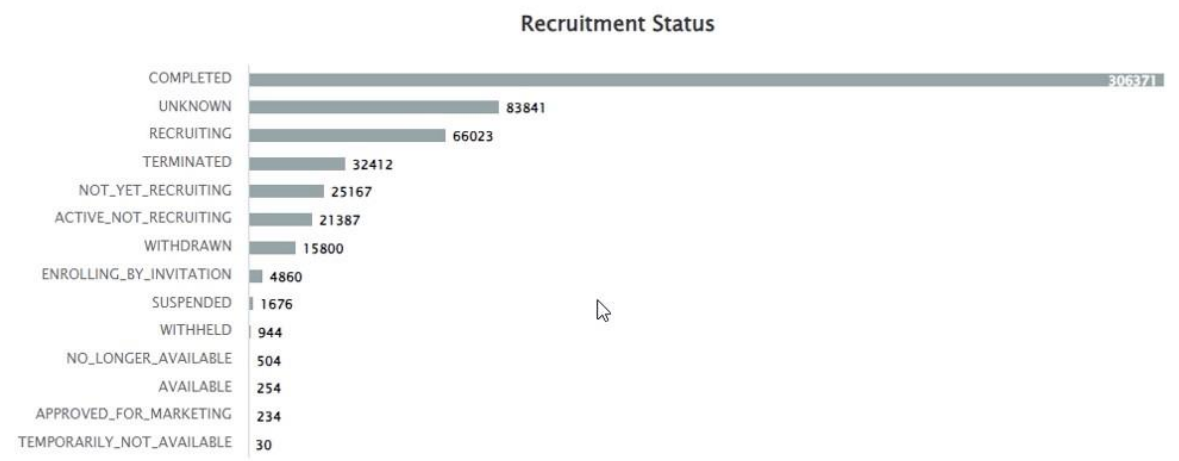 Recruitment Status
COMPLETED 306371
UNKNOWN 83841
RECRUITING 66023
TERMINATED 32412
NOT_YET_RECRUITING 25167
ACTIVE_NOT_RECRUITING 21387
WITHDRAWN 15800
ENROLLING_BY_INVITATION 4860
SUSPENDED 1676
WITHHELD 944
NO_LONGER_AVAILABLE 504
AVAILABLE 254
APPROVED_FOR_MARKETING 234
TEMPORARILY_NOT_AVAILABLE 30